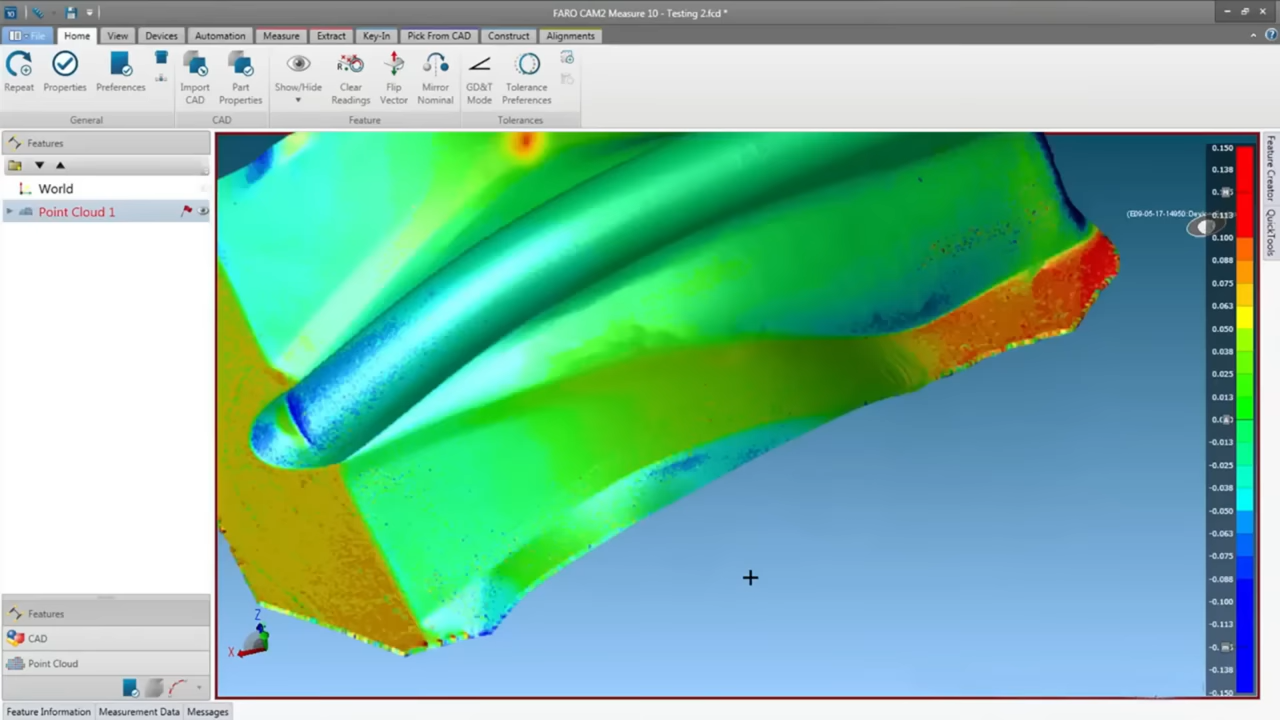 FARO CAM2 Measure 10 - Testing 2.fcd *
File Home View Devices Automation Measure Extract Key-In Pick From CAD Construct Alignments
Repeat Properties Preferences Import CAD Part Properties Show/Hide Clear Readings Flip Vector Mirror Nominal GD&T Mode Tolerance Preferences
General CAD Feature Tolerances
Features
World
Point Cloud 1
Features
CAD
Point Cloud
Feature Information Measurement Data Messages
Z
X
0.150
0.138
0.113
0.100
0.088
0.075
0.063
0.050
0.038
0.025
0.013
-0.013
-0.025
-0.038
-0.050
-0.063
-0.075
-0.088
-0.100
-0.113
-0.138
-0.150
Feature Creator
QuickTools